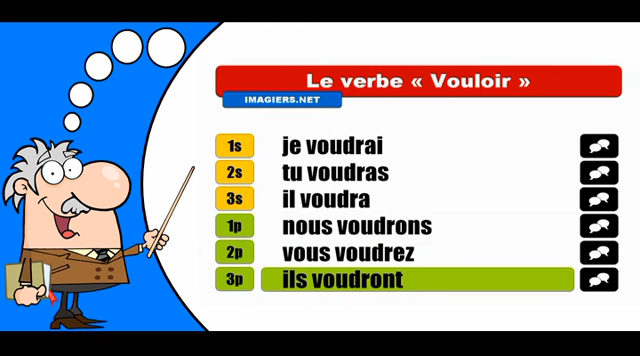 Le verbe « Vouloir »
IMAGIERS.NET
1s je voudrai
2s tu voudras
3s il voudra
1p nous voudrons
2p vous voudrez
3p ils voudront